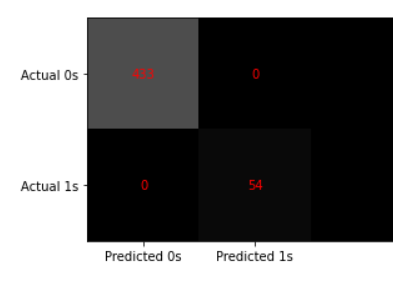 Actual 0s 433 0
Actual 1s 0 54
Predicted 0s Predicted 1s